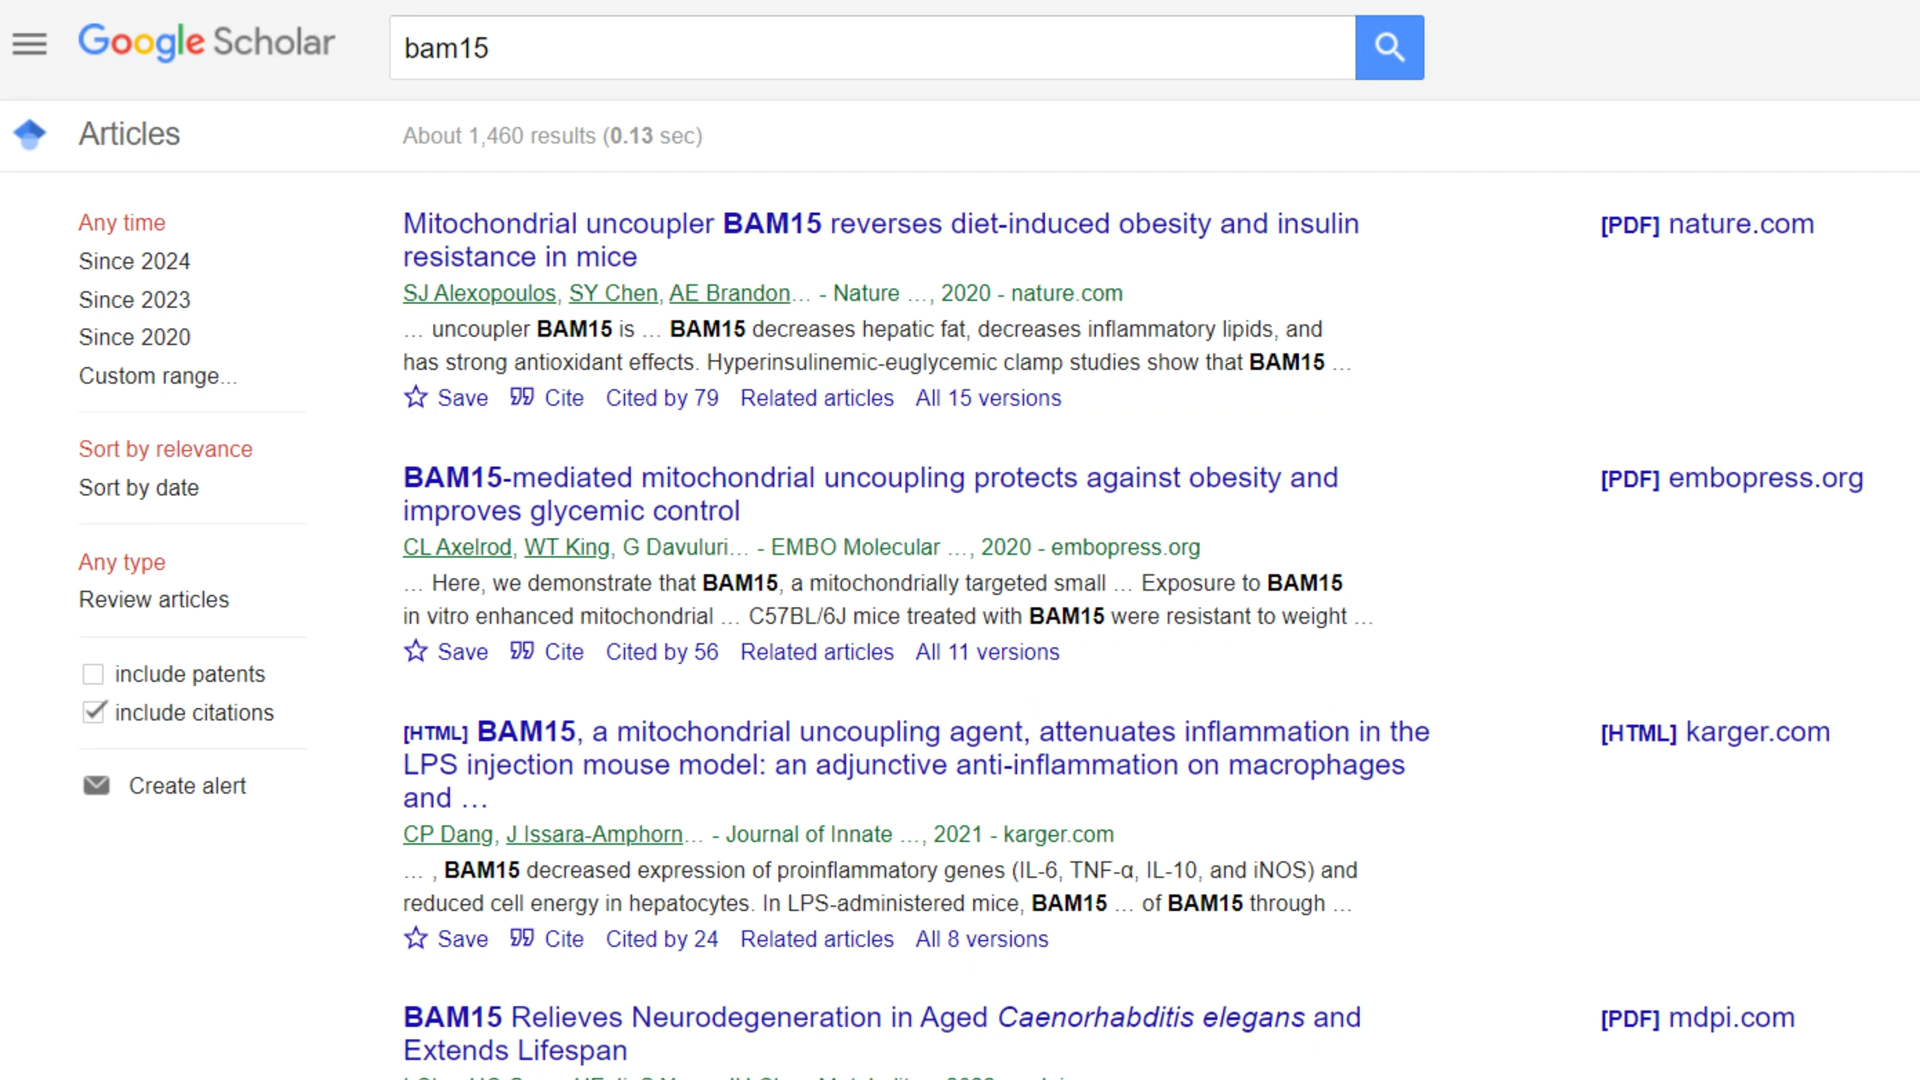 Google Scholar
bam15
Articles
About 1,460 results (0.13 sec)
Any time
Since 2024
Since 2023
Since 2020
Custom range...
Sort by relevance
Sort by date
Any type
Review articles
include patents
include citations
Create alert
Mitochondrial uncoupler BAM15 reverses diet-induced obesity and insulin
resistance in mice
SJ Alexopoulos, SY Chen, AE Brandon… - Nature …, 2020 - nature.com
… uncoupler BAM15 is … BAM15 decreases hepatic fat, decreases inflammatory lipids, and
has strong antioxidant effects. Hyperinsulinemic-euglycemic clamp studies show that BAM15 …
Save Cite Cited by 79 Related articles All 15 versions
[PDF] nature.com
BAM15-mediated mitochondrial uncoupling protects against obesity and
improves glycemic control
CL Axelrod, WT King, G Davuluri… - EMBO Molecular …, 2020 - embopress.org
… Here, we demonstrate that BAM15, a mitochondrially targeted small … Exposure to BAM15
in vitro enhanced mitochondrial … C57BL/6J mice treated with BAM15 were resistant to weight …
Save Cite Cited by 56 Related articles All 11 versions
[PDF] embopress.org
[HTML] BAM15, a mitochondrial uncoupling agent, attenuates inflammation in the
LPS injection mouse model: an adjunctive anti-inflammation on macrophages
and …
CP Dang, J Issara-Amphorn… - Journal of Innate …, 2021 - karger.com
… , BAM15 decreased expression of proinflammatory genes (IL-6, TNF-α, IL-10, and iNOS) and
reduced cell energy in hepatocytes. In LPS-administered mice, BAM15 … of BAM15 through …
Save Cite Cited by 24 Related articles All 8 versions
[HTML] karger.com
BAM15 Relieves Neurodegeneration in Aged Caenorhabditis elegans and
Extends Lifespan
[PDF] mdpi.com